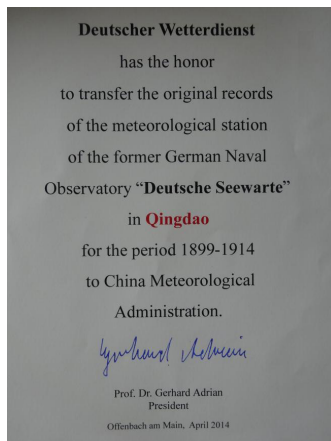 Deutscher Wetterdienst
has the honor
to transfer the original records
of the meteorological station
of the former German Naval
Observatory “Deutsche Seewarte”
in Qingdao
for the period 1899-1914
to China Meteorological
Administration.
Gerhard Adrian
Prof. Dr. Gerhard Adrian
President
Offenbach am Main, April 2014